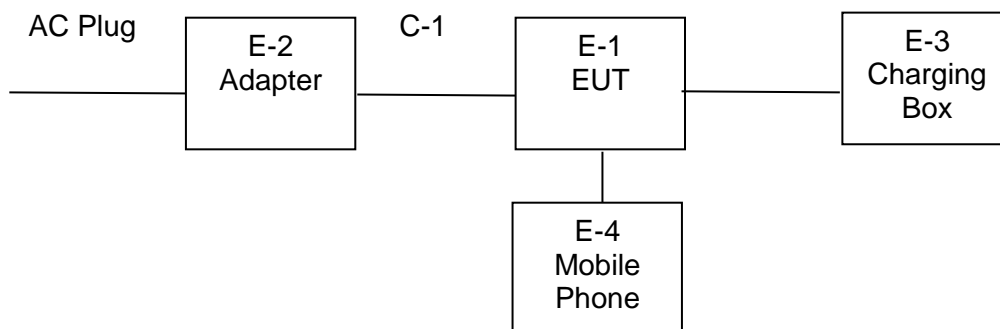 AC Plug
E-2
Adapter
C-1
E-1
EUT
E-3
Charging
Box
E-4
Mobile
Phone